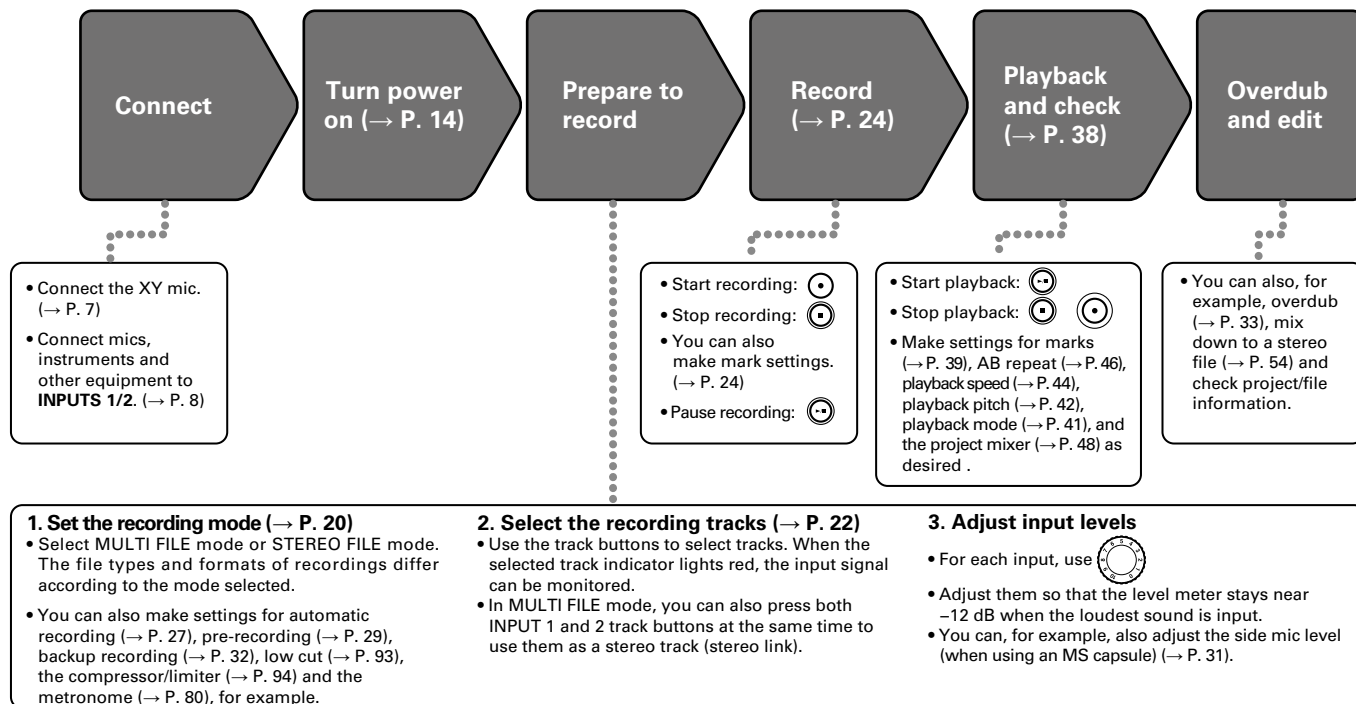 Connect
Turn power
on (→ P. 14)
Prepare to
record
Record
(→ P. 24)
Playback
and check
(→ P. 38)
Overdub
and edit
• Connect the XY mic.
(→ P. 7)
• Connect mics,
instruments and
other equipment to
INPUTS 1/2. (→ P. 8)
• Start recording:
• Stop recording:
• You can also
make mark settings.
(→ P. 24)
• Pause recording:
• Start playback:
• Stop playback:
• Make settings for marks
(→ P. 39), AB repeat (→ P. 46),
playback speed (→ P. 44),
playback pitch (→ P. 42),
playback mode (→ P. 41), and
the project mixer (→ P. 48) as
desired .
• You can also, for
example, overdub
(→ P. 33), mix
down to a stereo
file (→ P. 54) and
check project/file
information.
1. Set the recording mode (→ P. 20)
• Select MULTI FILE mode or STEREO FILE mode.
The file types and formats of recordings differ
according to the mode selected.
• You can also make settings for automatic
recording (→ P. 27), pre-recording (→ P. 29),
backup recording (→ P. 32), low cut (→ P. 93),
the compressor/limiter (→ P. 94) and the
metronome (→ P. 80), for example.
2. Select the recording tracks (→ P. 22)
• Use the track buttons to select tracks. When the
selected track indicator lights red, the input signal
can be monitored.
• In MULTI FILE mode, you can also press both
INPUT 1 and 2 track buttons at the same time to
use them as a stereo track (stereo link).
3. Adjust input levels
• For each input, use
• Adjust them so that the level meter stays near
−12 dB when the loudest sound is input.
• You can, for example, also adjust the side mic level
(when using an MS capsule) (→ P. 31).